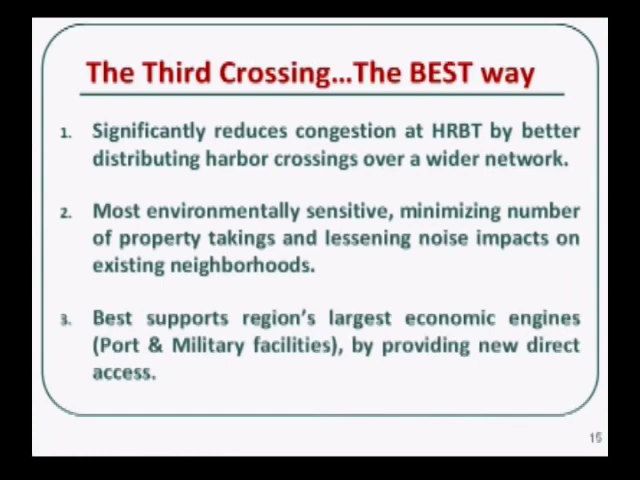 The Third Crossing...The BEST way
1. Significantly reduces congestion at HRBT by better
distributing harbor crossings over a wider network.
2. Most environmentally sensitive, minimizing number
of property takings and lessening noise impacts on
existing neighborhoods.
3. Best supports region's largest economic engines
(Port & Military facilities), by providing new direct
access.
15